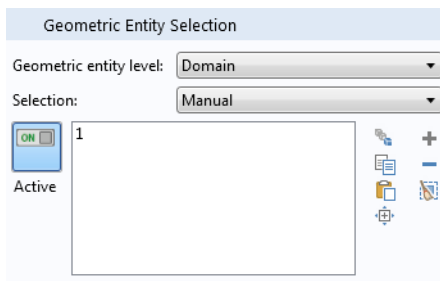 Geometric Entity Selection
Geometric entity level: Domain
Selection: Manual
ON 1
Active